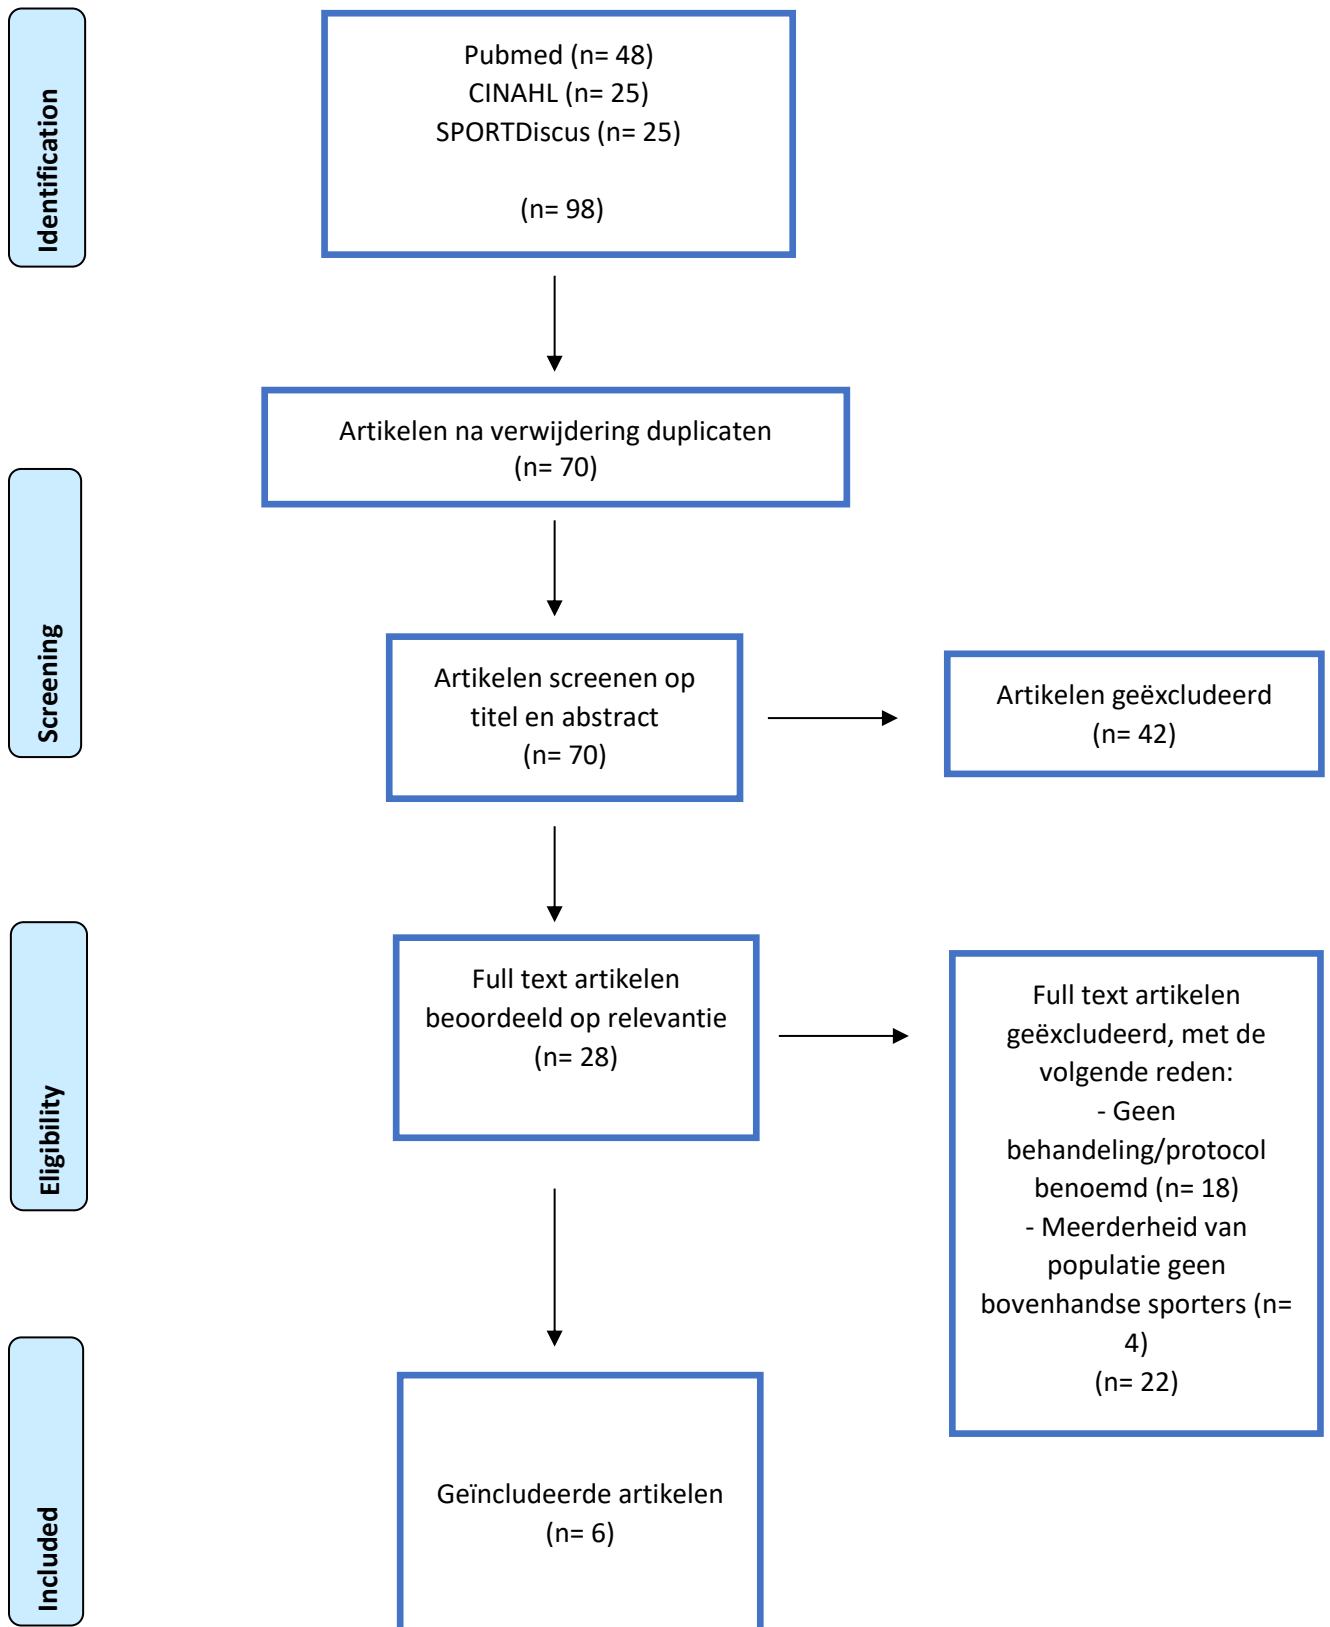 Identification
Pubmed (n= 48)
CINAHL (n= 25)
SPORTDiscus (n= 25)
(n= 98)
Artikelen na verwijdering duplicaten
(n= 70)
Screening
Artikelen screenen op
titel en abstract
(n= 70)
Artikelen geëxcludeerd
(n= 42)
Eligibility
Full text artikelen
beoordeeld op relevantie
(n= 28)
Full text artikelen
geëxcludeerd, met de
volgende reden:
- Geen
behandeling/protocol
benoemd (n= 18)
- Meerderheid van
populatie geen
bovenhandse sporters (n=
4)
(n= 22)
Included
Geïncludeerde artikelen
(n= 6)